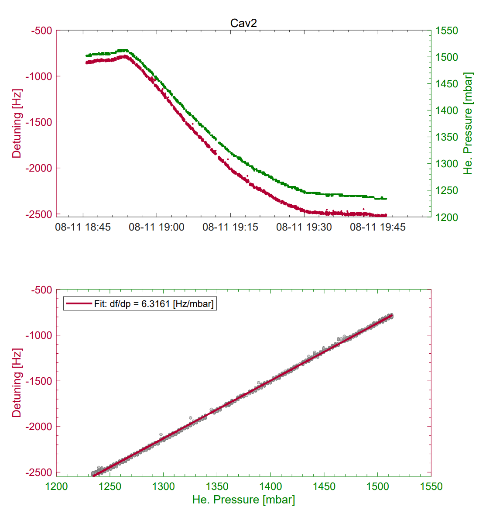 Cav2
-500
-1000
-1500
-2000
-2500
Detuning [Hz]
1550
1500
1450
1400
1350
1300
1250
1200
He. Pressure [mbar]
08-11 18:45 08-11 19:00 08-11 19:15 08-11 19:30 08-11 19:45
Fit: df/dp = 6.3161 [Hz/mbar]
-500
-1000
-1500
-2000
-2500
Detuning [Hz]
1200 1250 1300 1350 1400 1450 1500 1550
He. Pressure [mbar]